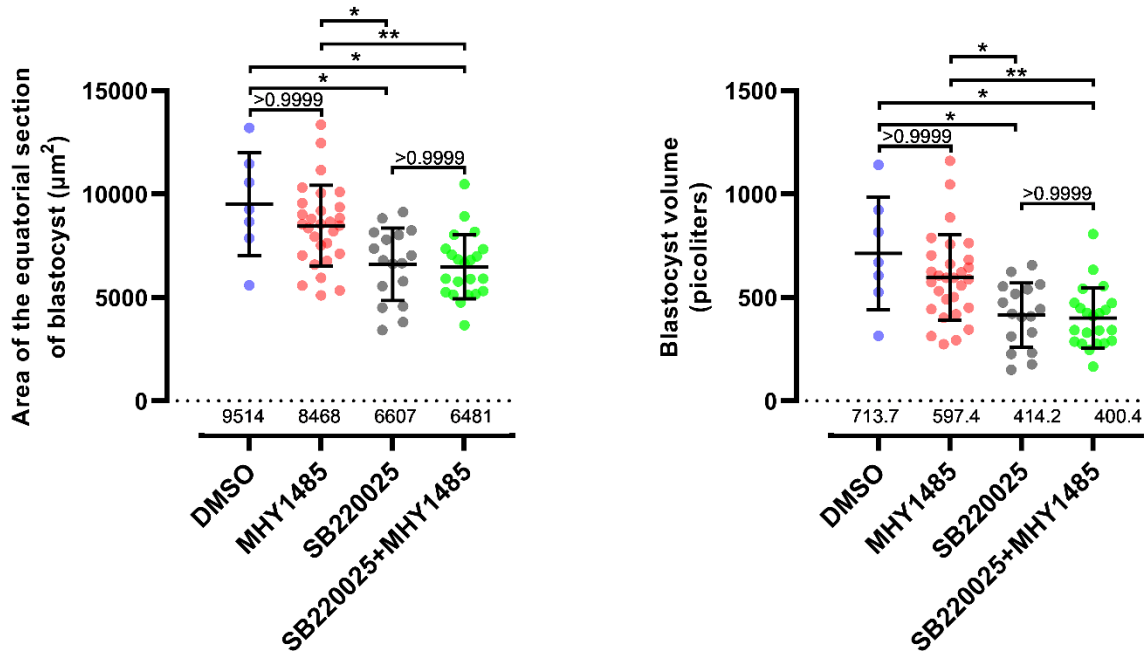 *
**
*
*
>0.9999
>0.9999
15000
10000
5000
0
Area of the equatorial section
of blastocyst (µm²)
9514 8468 6607 6481
DMSO
MHY1485
SB220025
SB220025+MHY1485
*
**
*
*
>0.9999
>0.9999
1500
1000
500
0
Blastocyst volume
(picoliters)
713.7 597.4 414.2 400.4
DMSO
MHY1485
SB220025
SB220025+MHY1485